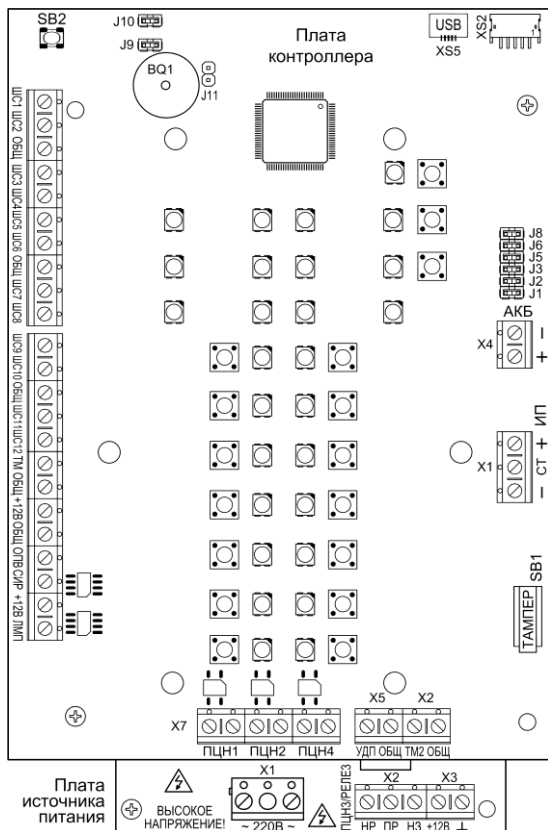 SB2
J10
J9
BQ1
J11
Плата
контроллера
USB
XS5
XS2
1
ШС1 ШС2 ОБЩ ШС3 ШС4 ШС5 ШС6 ОБЩ ШС7 ШС8
J8
J6
J5
J3
J2
J1
АКБ
X4
−
+
ШС9 ШС10 ОБЩ ШС11 ШС12 ТМ ОБЩ +12В ОБЩ ОПВ СИР +12В ЛМП
X1
− СТ + ИП
SB1
ТАМПЕР
X7
ПЦН1 ПЦН2 ПЦН4
X5 X2
УДП ОБЩ ТМ2 ОБЩ
Плата
источника
питания
ВЫСОКОЕ
НАПРЯЖЕНИЕ!
X1
~ 220В ~
ПЦН3/РЕЛЕ3
X2 X3
НР ПР НЗ +12В ⊥